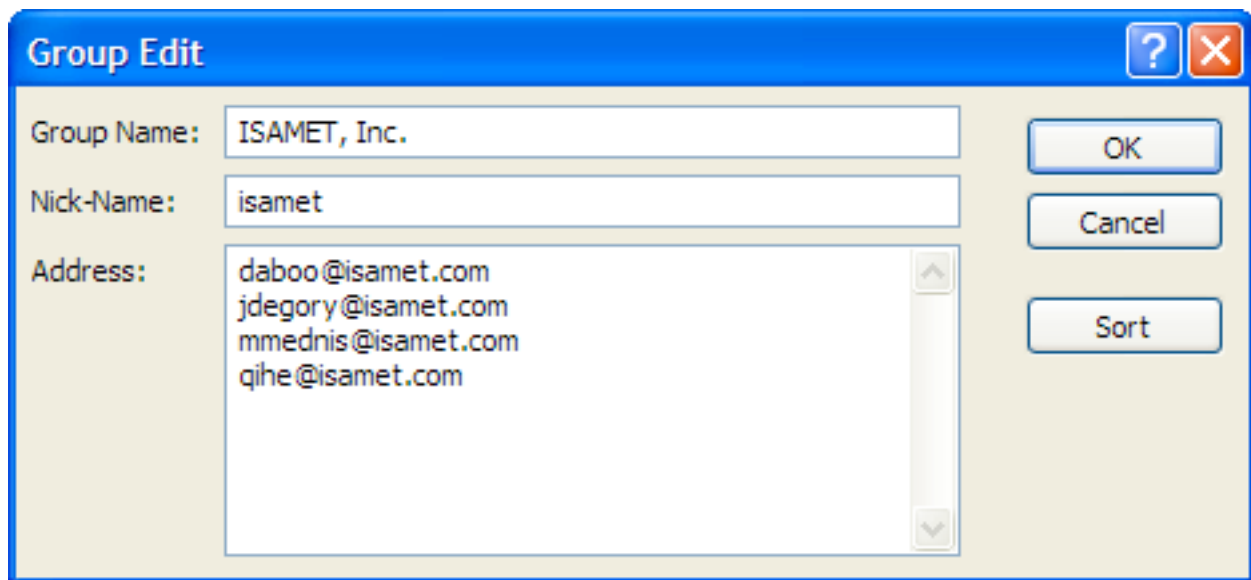 Group Edit
Group Name: ISAMET, Inc.
OK
Nick-Name: isamet
Cancel
Address: daboo@isamet.com
jdegory@isamet.com
mmednis@isamet.com
qihe@isamet.com
Sort